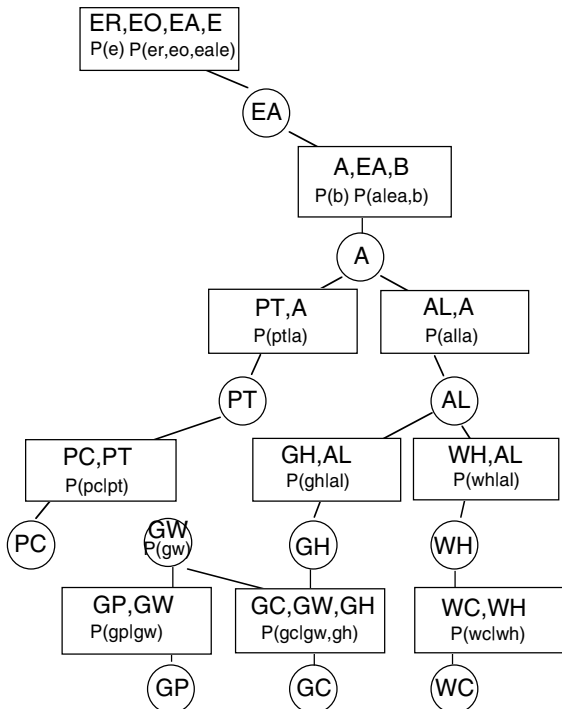 ER,EO,EA,E
P(e) P(er,eo,eale)
EA
A,EA,B
P(b) P(alea,b)
A
PT,A
P(ptla)
AL,A
P(alla)
PT
AL
PC,PT
P(pclpt)
GH,AL
P(ghlal)
WH,AL
P(whlal)
PC
GW
P(gw)
GH
WH
GP,GW
P(gplgw)
GC,GW,GH
P(gclgw,gh)
WC,WH
P(wclwh)
GP
GC
WC